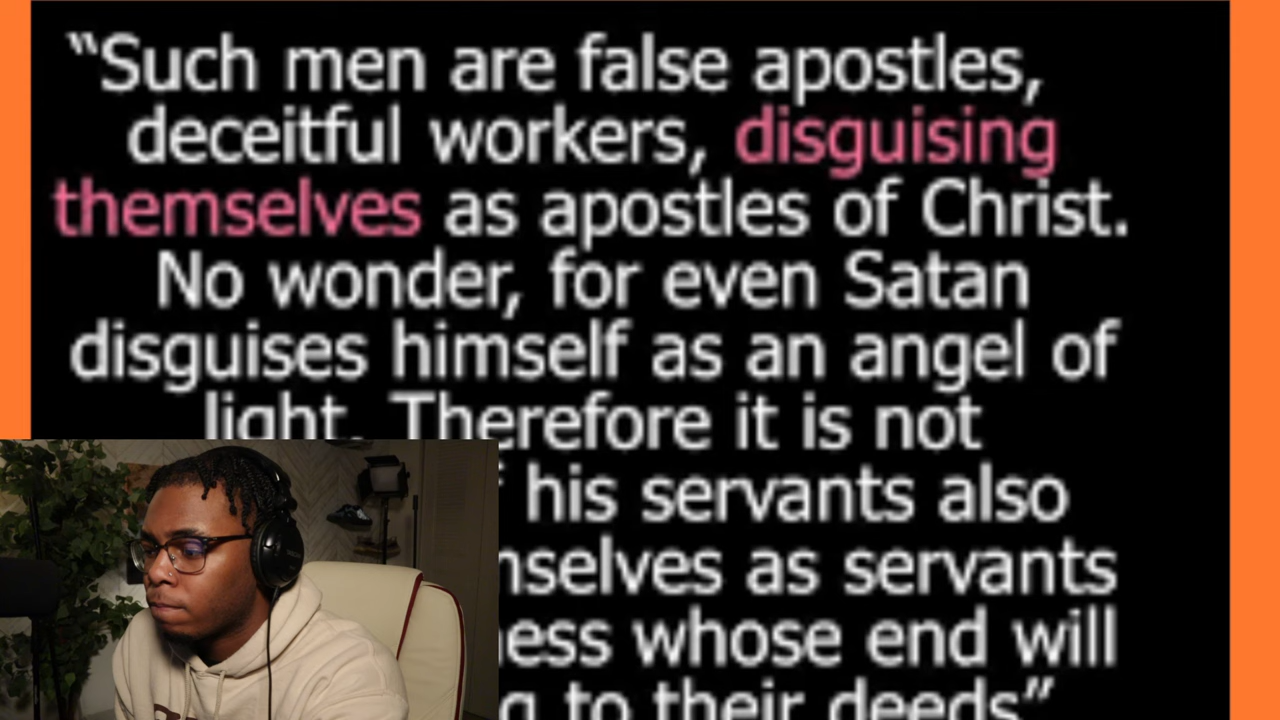 “Such men are false apostles,
deceitful workers, disguising
themselves as apostles of Christ.
No wonder, for even Satan
disguises himself as an angel of
light. Therefore it is not
his servants also
as servants
whose end will
to their deeds”